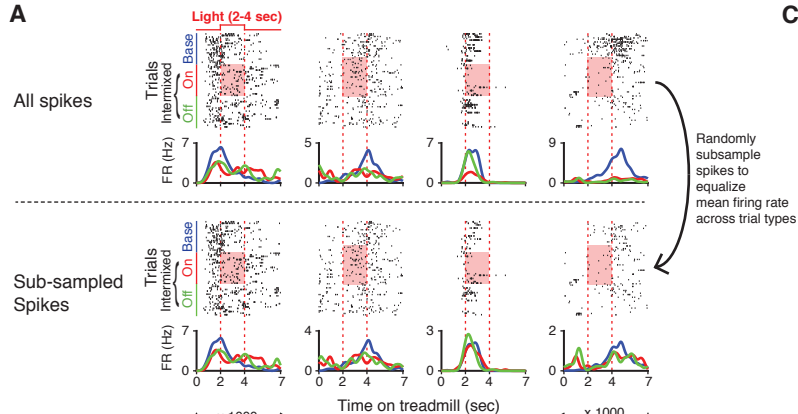 A
C
Light (2-4 sec)
All spikes
Trials
Intermixed
Base
On
Off
FR (Hz)
7
0
5
0
7
0
9
0
Randomly
subsample
spikes to
equalize
mean firing rate
across trial types
Sub-sampled
Spikes
Trials
Intermixed
Base
On
Off
FR (Hz)
7
0
4
0
3
0
2
0
0 2 4 7
0 2 4 7
0 2 4 7
0 2 4 7
Time on treadmill (sec)
x 1000
x 1000